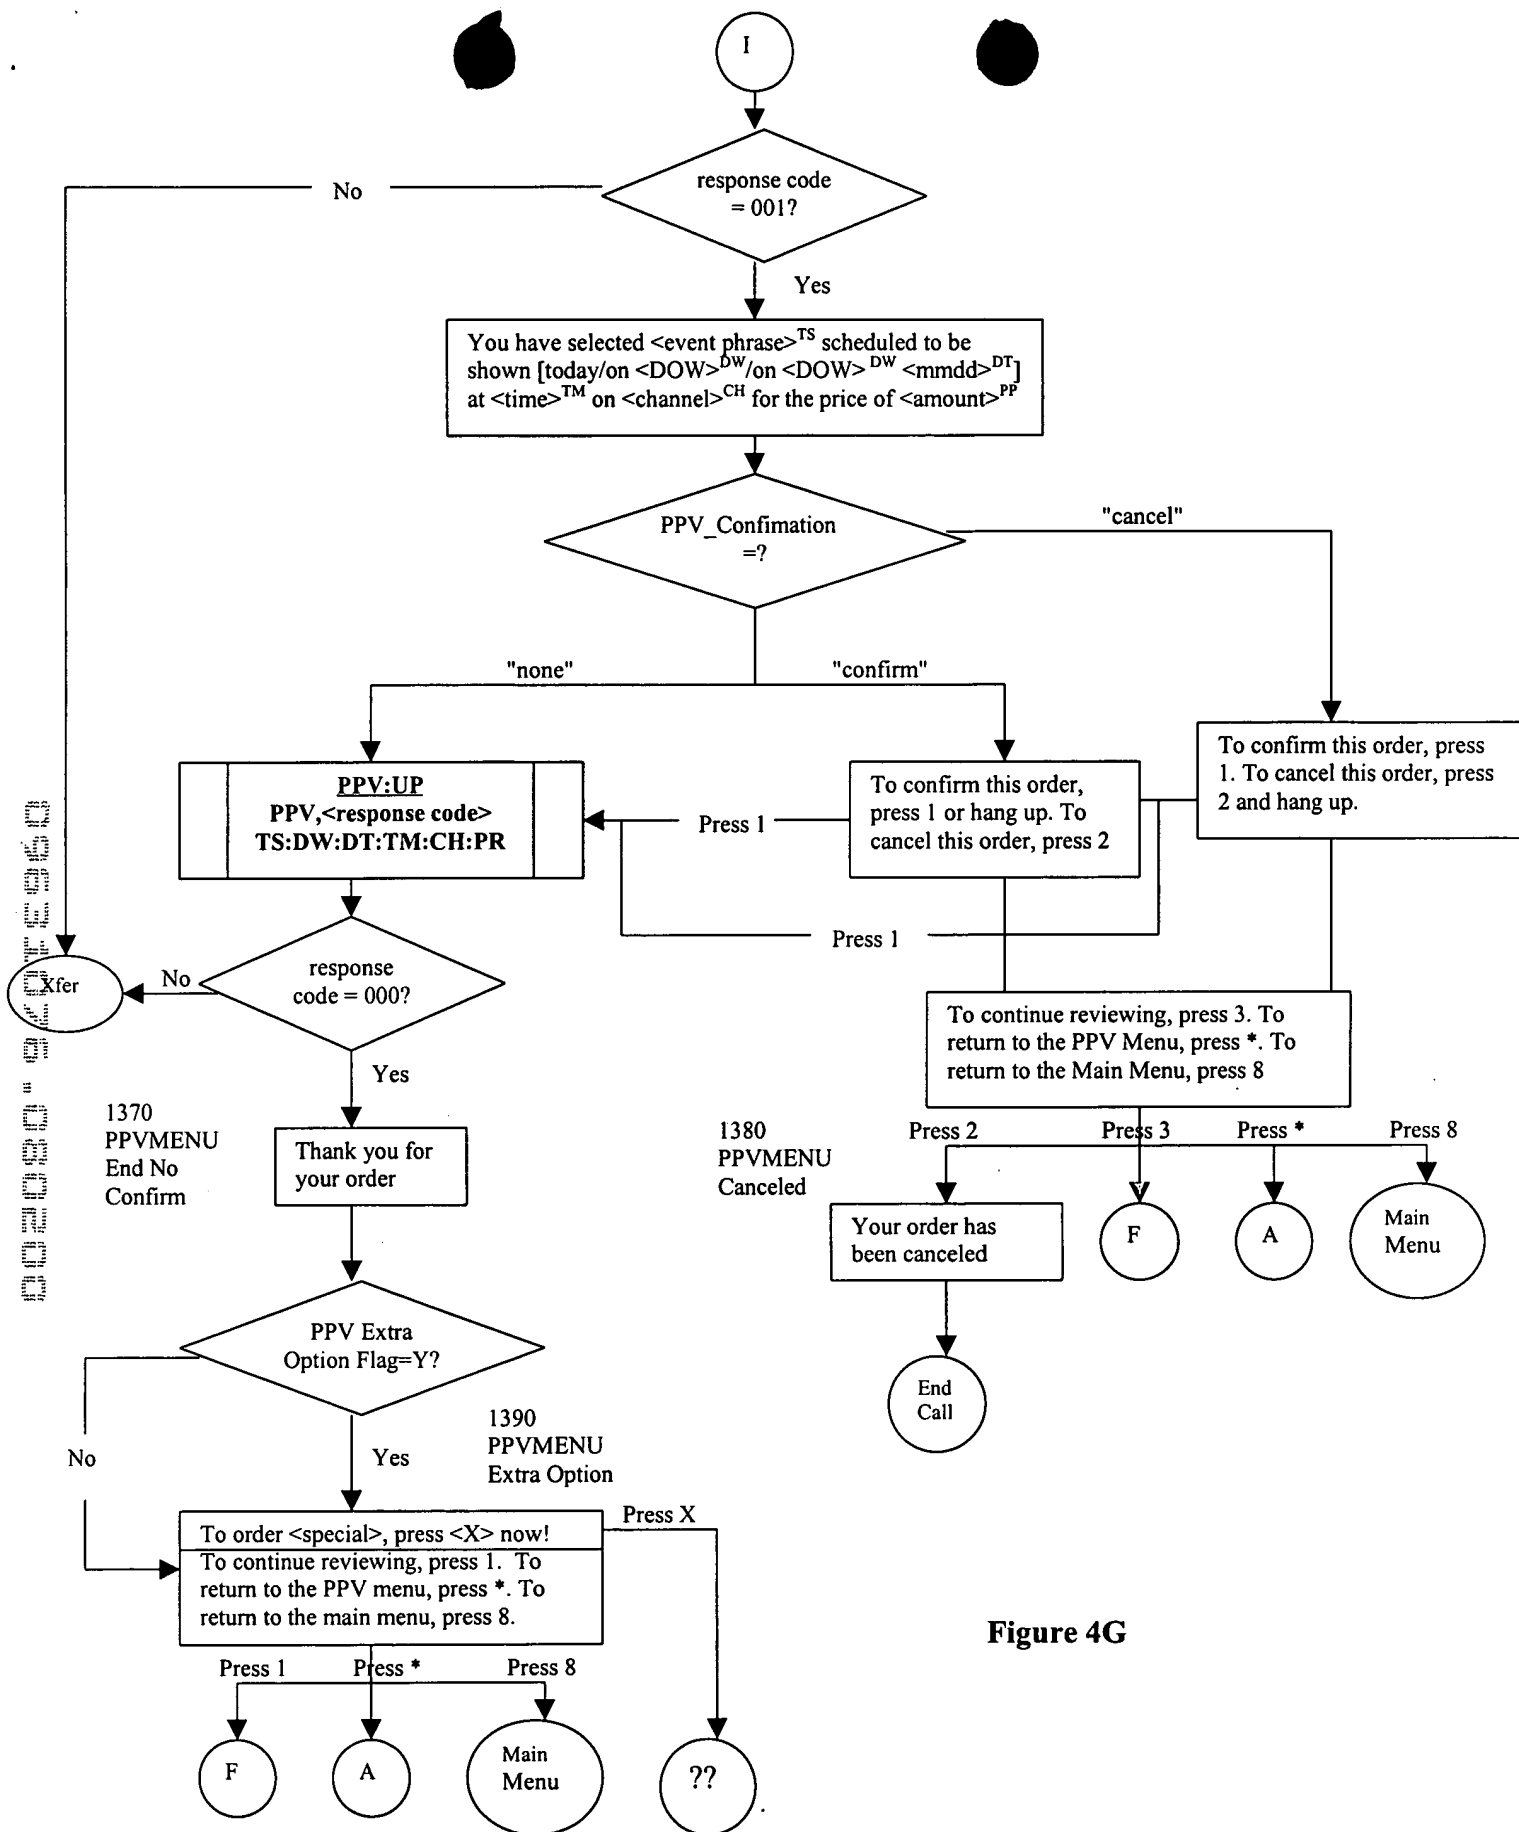 I
response code
= 001?
No
Yes
You have selected <event phrase>TS scheduled to be
shown [today/on <DOW>DW/on <DOW> DW <mmdd>DT]
at <time>TM on <channel>CH for the price of <amount>PP
PPV_Confimation
=?
"cancel"
"none"
"confirm"
PPV:UP
PPV,<response code>
TS:DW:DT:TM:CH:PR
Press 1
To confirm this order,
press 1 or hang up. To
cancel this order, press 2
To confirm this order, press
1. To cancel this order, press
2 and hang up.
Press 1
Xfer
No
response
code = 000?
Yes
To continue reviewing, press 3. To
return to the PPV Menu, press *. To
return to the Main Menu, press 8
1370
PPVMENU
End No
Confirm
Thank you for
your order
1380
PPVMENU
Canceled
Press 2
Press 3
Press *
Press 8
Your order has
been canceled
F
A
Main
Menu
End
Call
PPV Extra
Option Flag=Y?
No
Yes
1390
PPVMENU
Extra Option
To order <special>, press <X> now!
To continue reviewing, press 1. To
return to the PPV menu, press *. To
return to the main menu, press 8.
Press X
Press 1
Press *
Press 8
F
A
Main
Menu
??
Figure 4G